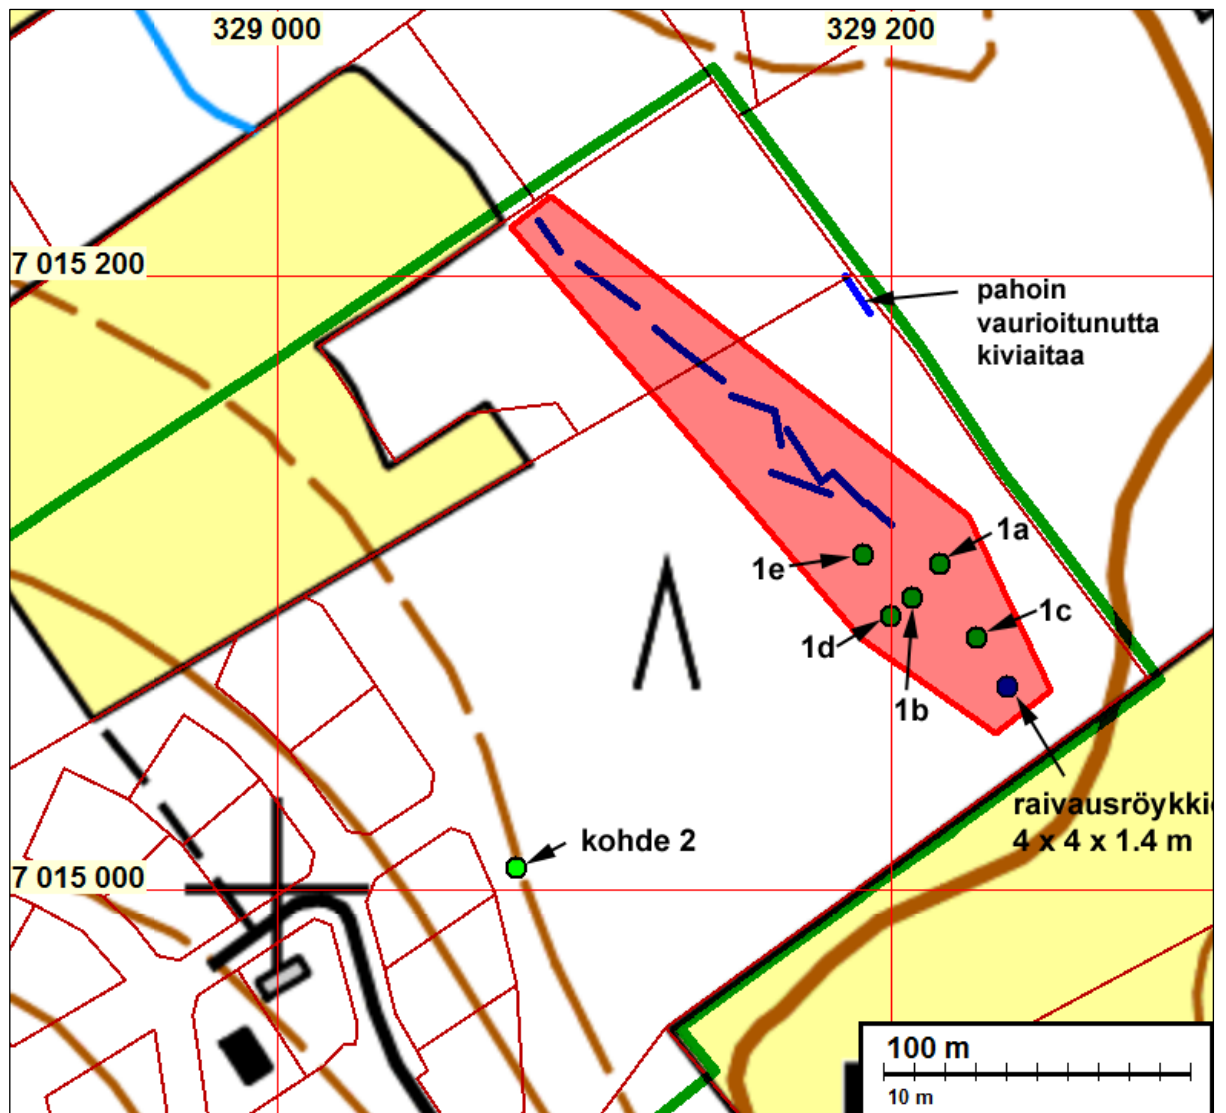 329 000
329 200
7 015 200
pahoin
vaurioitunutta
kiviaitaa
1a
1e
1c
1d
1b
raivausröykki
4 x 4 x 1.4 m
kohde 2
7 015 000
100 m
10 m